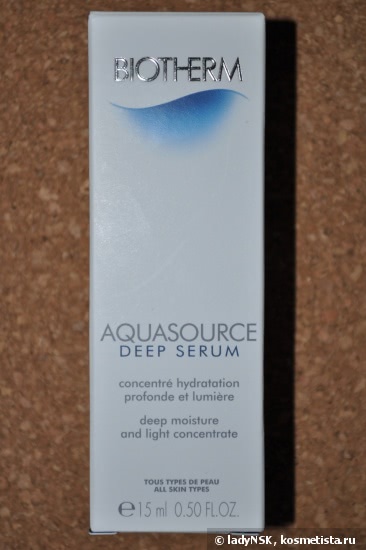 BIOTHERM
AQUASOURCE
DEEP SERUM
concentré hydratation
profonde et lumière
deep moisture
and light concentrate
TOUS TYPES DE PEAU
ALL SKIN TYPES
℮ 15 ml 0.50 FL.OZ.
© ladyNSK, kosmetista.ru